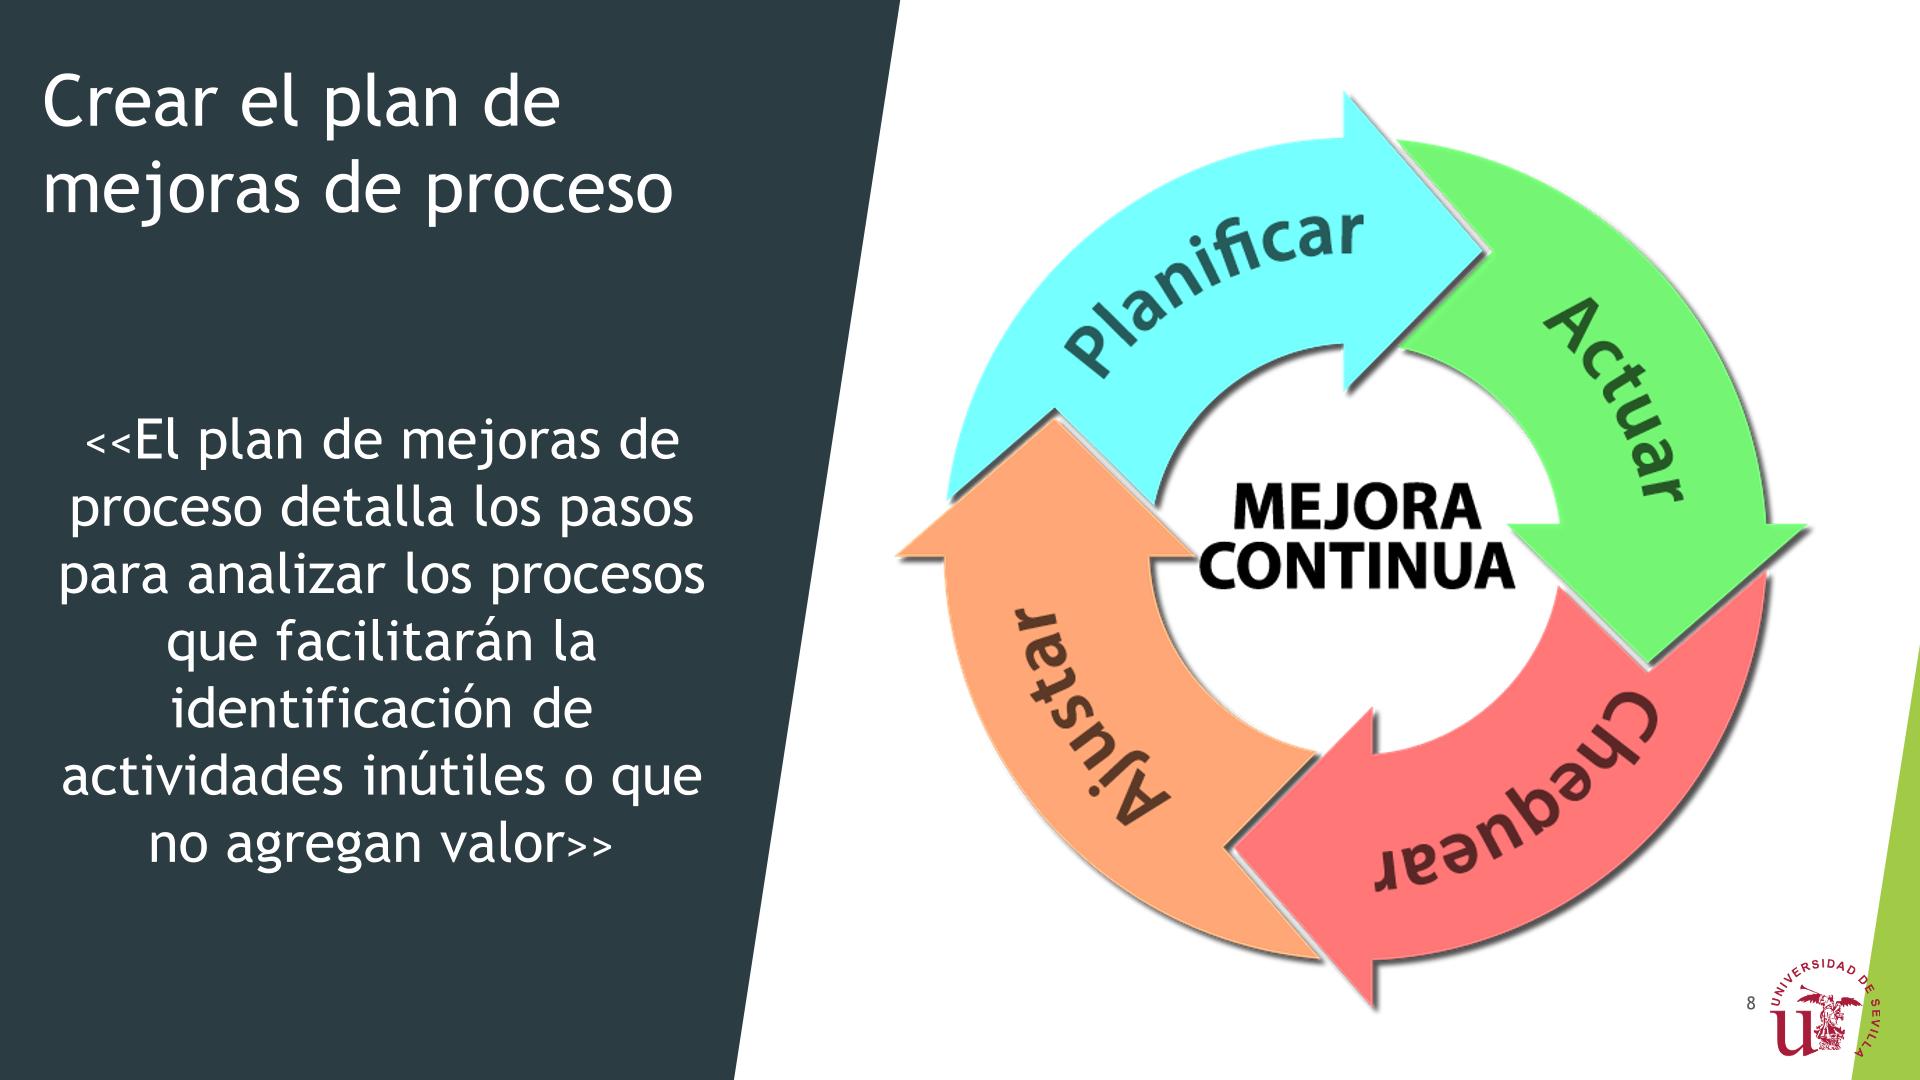 Crear el plan de
mejoras de proceso
<<El plan de mejoras de
proceso detalla los pasos
para analizar los procesos
que facilitarán la
identificación de
actividades inútiles o que
no agregan valor>>
Planificar
Actuar
MEJORA
CONTINUA
Ajustar
Chequear
8
UNIVERSIDAD DE SEVILLA
u